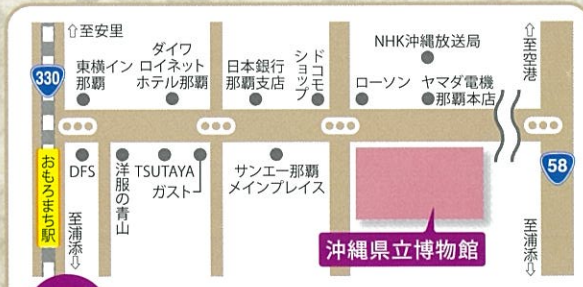 ⇧至安里
330
東横イン
那覇
ダイワ
ロイネット
ホテル那覇
日本銀行
那覇支店
ドコモ
ショップ
NHK沖縄放送局
ローソン
ヤマダ電機
那覇本店
⇧至空港
58
おもろまち駅
DFS
至浦添⇩
洋服の青山
TSUTAYA
ガスト
サンエー那覇
メインプレイス
沖縄県立博物館
至浦添⇩